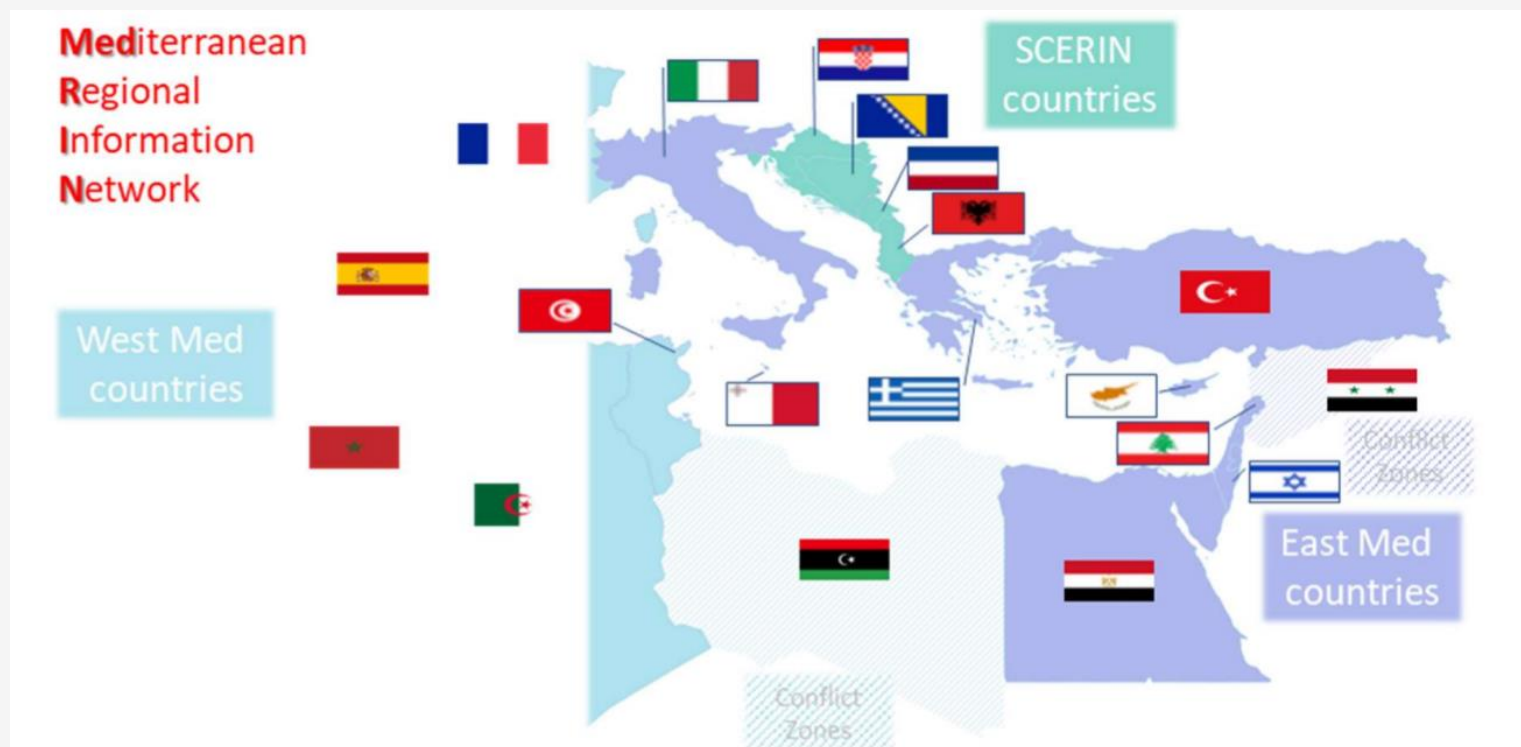 Mediterranean
Regional
Information
Network
SCERIN
countries
West Med
countries
Conflict
Zones
East Med
countries
Conflict
Zones